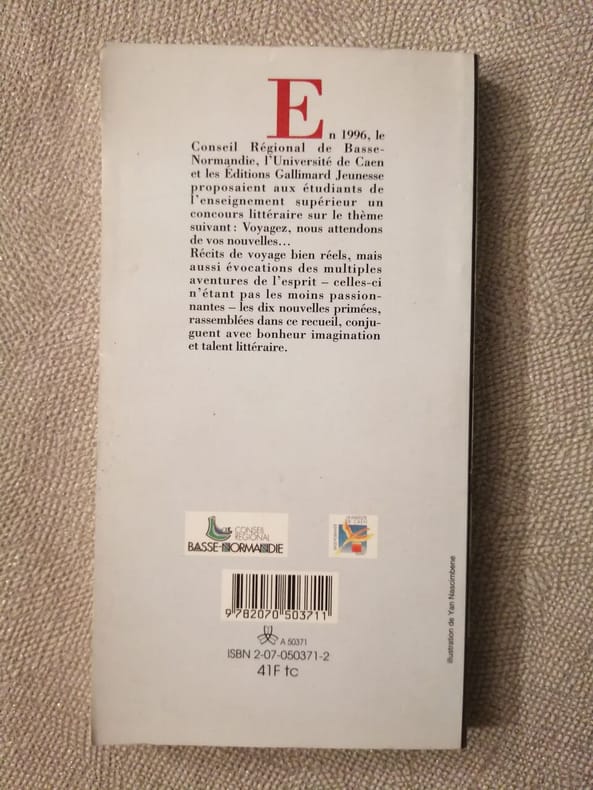 En 1996, le
Conseil Régional de Basse-
Normandie, l'Université de Caen
et les Éditions Gallimard Jeunesse
proposaient aux étudiants de
l'enseignement supérieur un
concours littéraire sur le thème
suivant : Voyagez, nous attendons
de vos nouvelles…
Récits de voyage bien réels, mais
aussi évocations des multiples
aventures de l'esprit – celles-ci
n'étant pas les moins passion-
nantes – les dix nouvelles primées,
rassemblées dans ce recueil, conju-
guent avec bonheur imagination
et talent littéraire.
CONSEIL
RÉGIONAL
BASSE-NORMANDIE
9 782070 503711
A 50371
ISBN 2-07-050371-2
41F tc
illustration de Yan Nascimbene